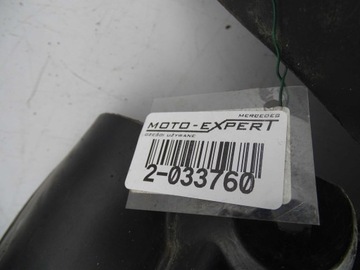 MERCEDES
MOTO-EXPERT
CZĘŚCI UŻYWANE
2-033760